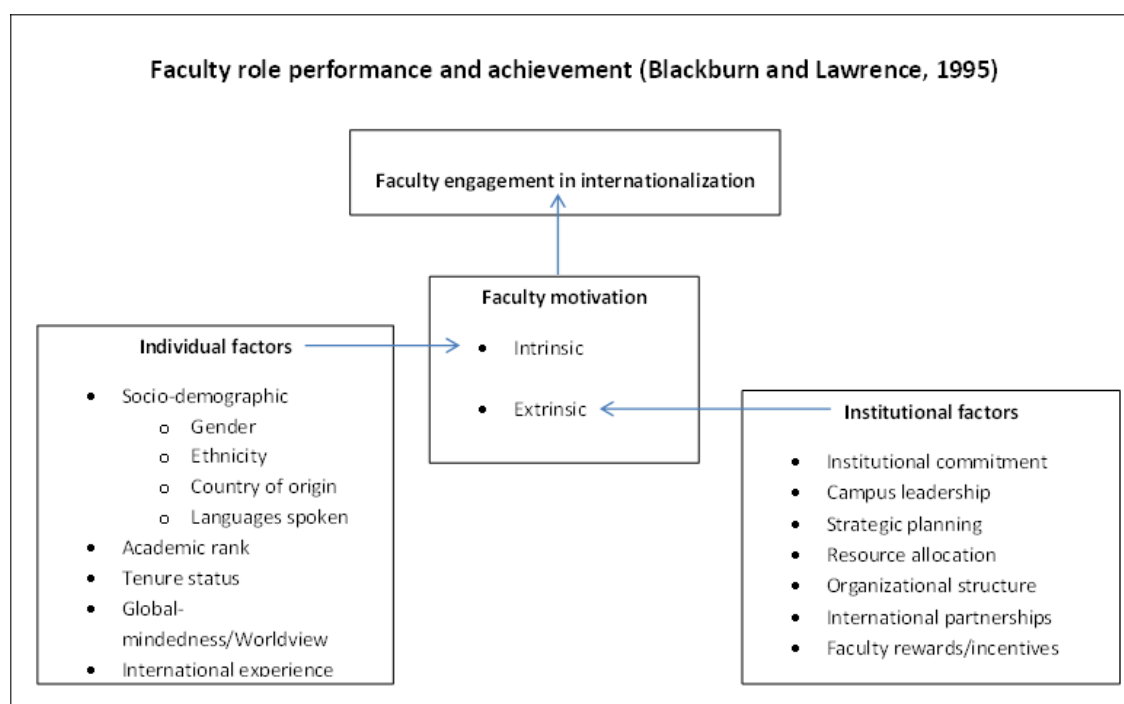 Faculty role performance and achievement (Blackburn and Lawrence, 1995)
Faculty engagement in internationalization
Faculty motivation
• Intrinsic
• Extrinsic
Individual factors
• Socio-demographic
o Gender
o Ethnicity
o Country of origin
o Languages spoken
• Academic rank
• Tenure status
• Global-
mindedness/Worldview
• International experience
Institutional factors
• Institutional commitment
• Campus leadership
• Strategic planning
• Resource allocation
• Organizational structure
• International partnerships
• Faculty rewards/incentives